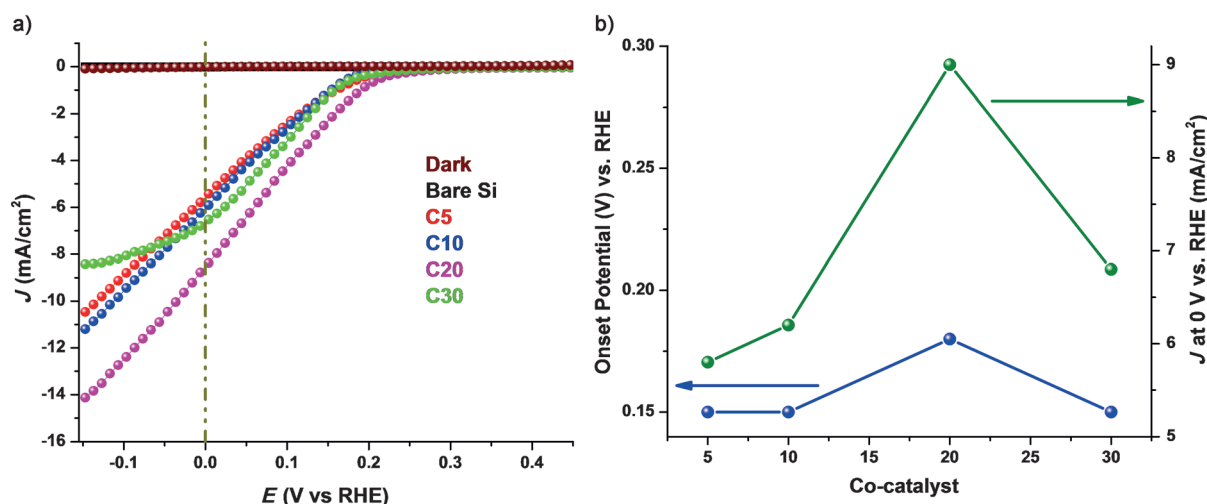 a)
0
-2
-4
-6
-8
-10
-12
-14
-16
J (mA/cm²)
Dark
Bare Si
C5
C10
C20
C30
-0.1 0.0 0.1 0.2 0.3 0.4
E (V vs RHE)
b)
0.30
0.25
0.20
0.15
Onset Potential (V) vs. RHE
9
8
7
6
5
J at 0 V vs. RHE (mA/cm²)
5 10 15 20 25 30
Co-catalyst